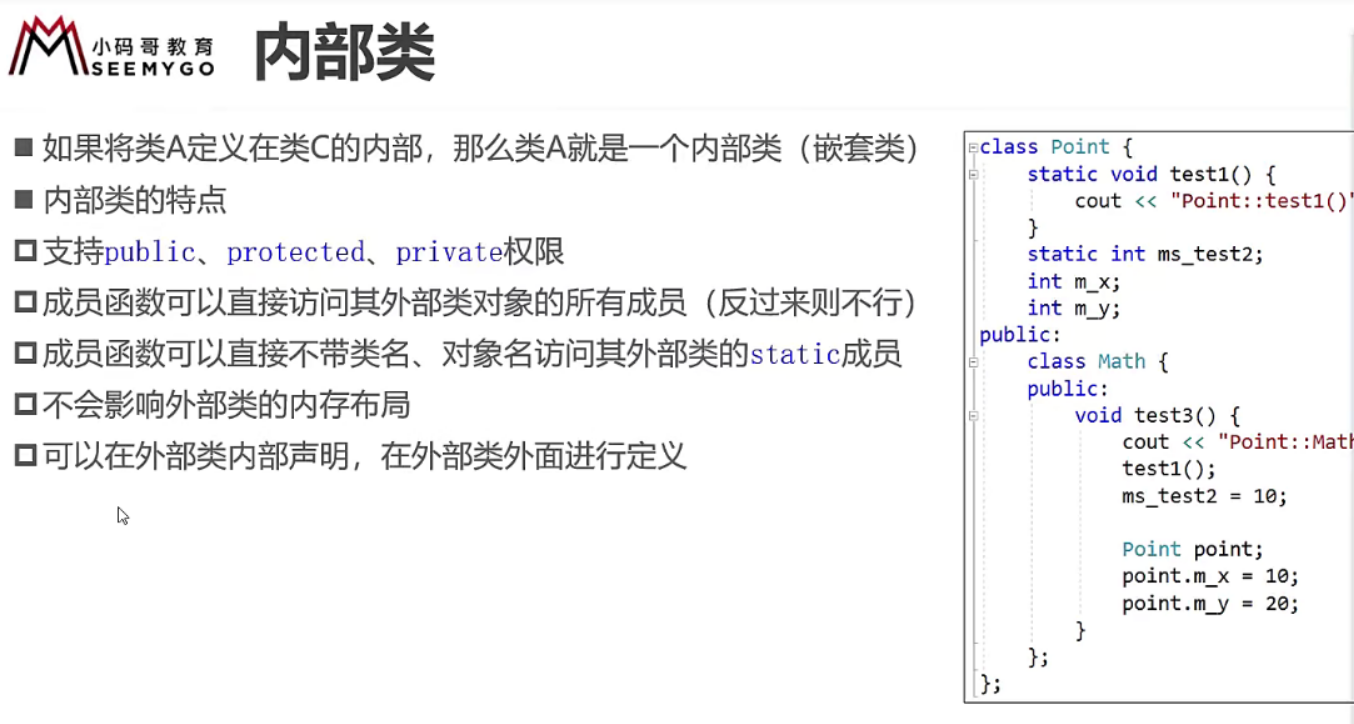 小码哥教育
SEEMYGO
内部类
如果将类A定义在类C的内部，那么类A就是一个内部类（嵌套类）
内部类的特点
支持public、protected、private权限
成员函数可以直接访问其外部类对象的所有成员（反过来则不行）
成员函数可以直接不带类名、对象名访问其外部类的static成员
不会影响外部类的内存布局
可以在外部类内部声明，在外部类外面进行定义
class Point {
static void test1() {
cout << "Point::test1()"
}
static int ms_test2;
int m_x;
int m_y;
public:
class Math {
public:
void test3() {
cout << "Point::Math
test1();
ms_test2 = 10;
Point point;
point.m_x = 10;
point.m_y = 20;
}
};
};